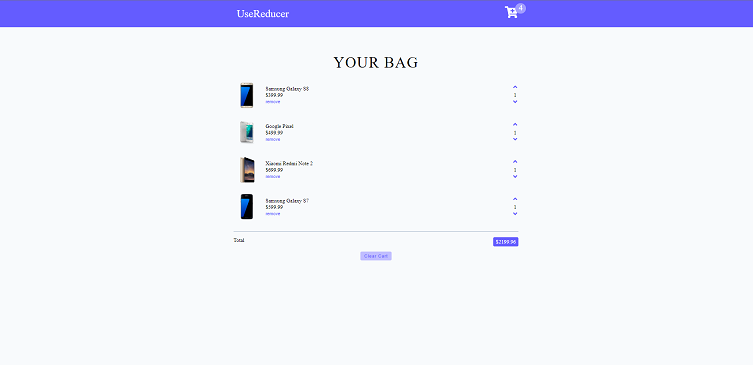 UseReducer
4
YOUR BAG
Samsung Galaxy S8
$399.99
remove
1
Google Pixel
$499.99
remove
1
Xiaomi Redmi Note 2
$699.99
remove
1
Samsung Galaxy S7
$599.99
remove
1
Total
$2199.96
Clear Cart